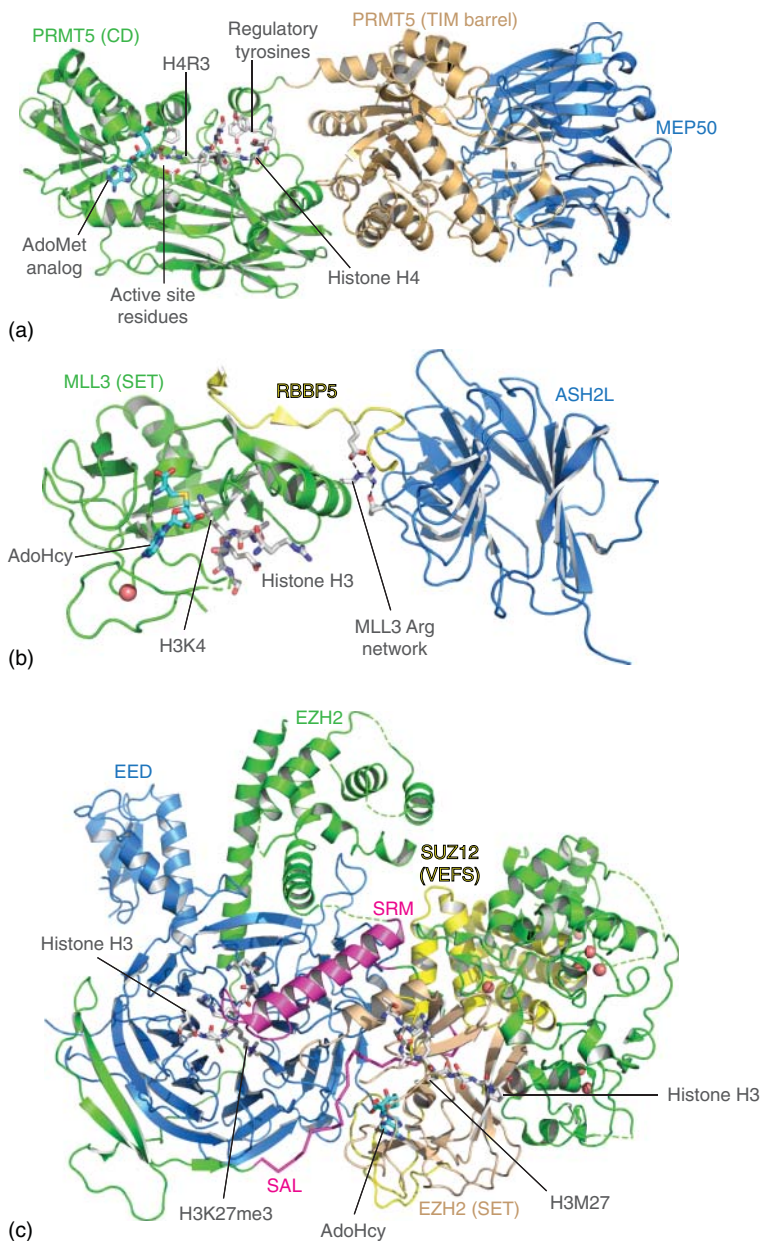 PRMT5 (TIM barrel)
Regulatory
tyrosines
PRMT5 (CD)
H4R3
MEP50
AdoMet
analog
Active site
residues
Histone H4
(a)
MLL3 (SET)
RBBP5
ASH2L
AdoHcy
Histone H3
H3K4
MLL3 Arg
network
(b)
EZH2
EED
SUZ12
(VEFS)
SRM
Histone H3
Histone H3
SAL
H3K27me3
H3M27
AdoHcy
EZH2 (SET)
(c)